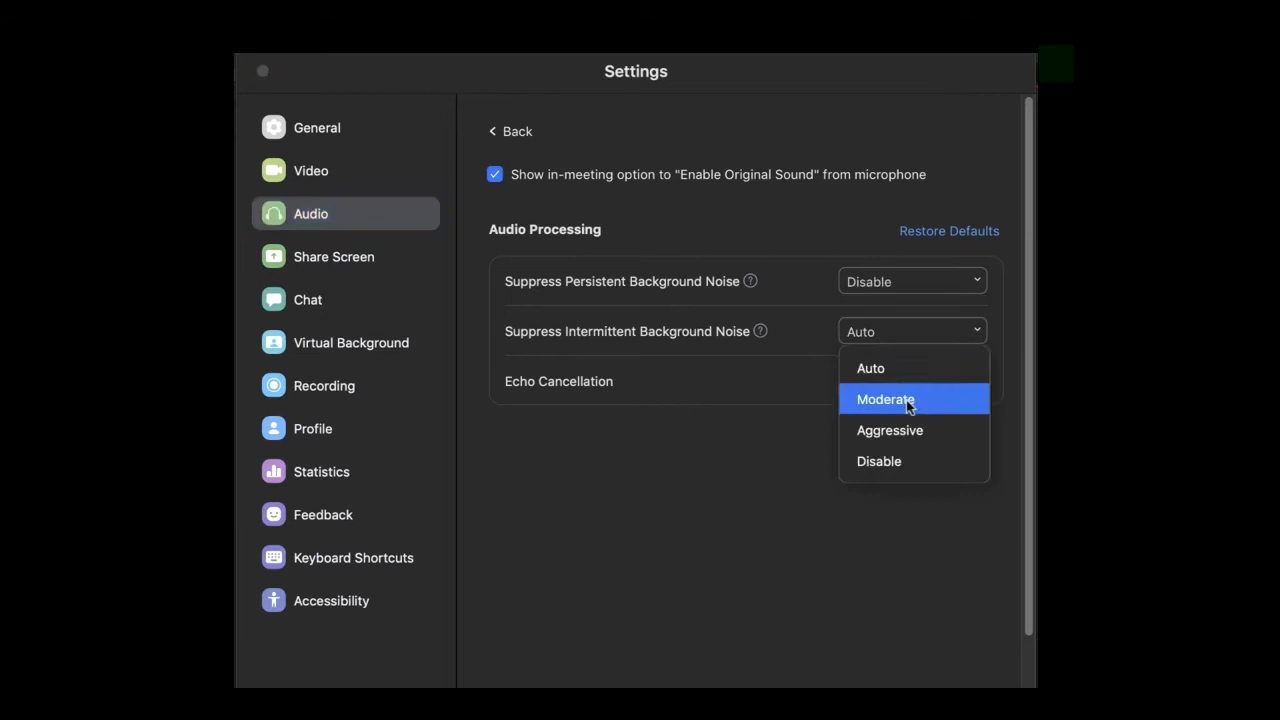 Settings
General
Video
Audio
Share Screen
Chat
Virtual Background
Recording
Profile
Statistics
Feedback
Keyboard Shortcuts
Accessibility
Back
Show in-meeting option to "Enable Original Sound" from microphone
Audio Processing
Restore Defaults
Suppress Persistent Background Noise ?
Disable
Suppress Intermittent Background Noise ?
Auto
Echo Cancellation
Auto
Moderate
Aggressive
Disable